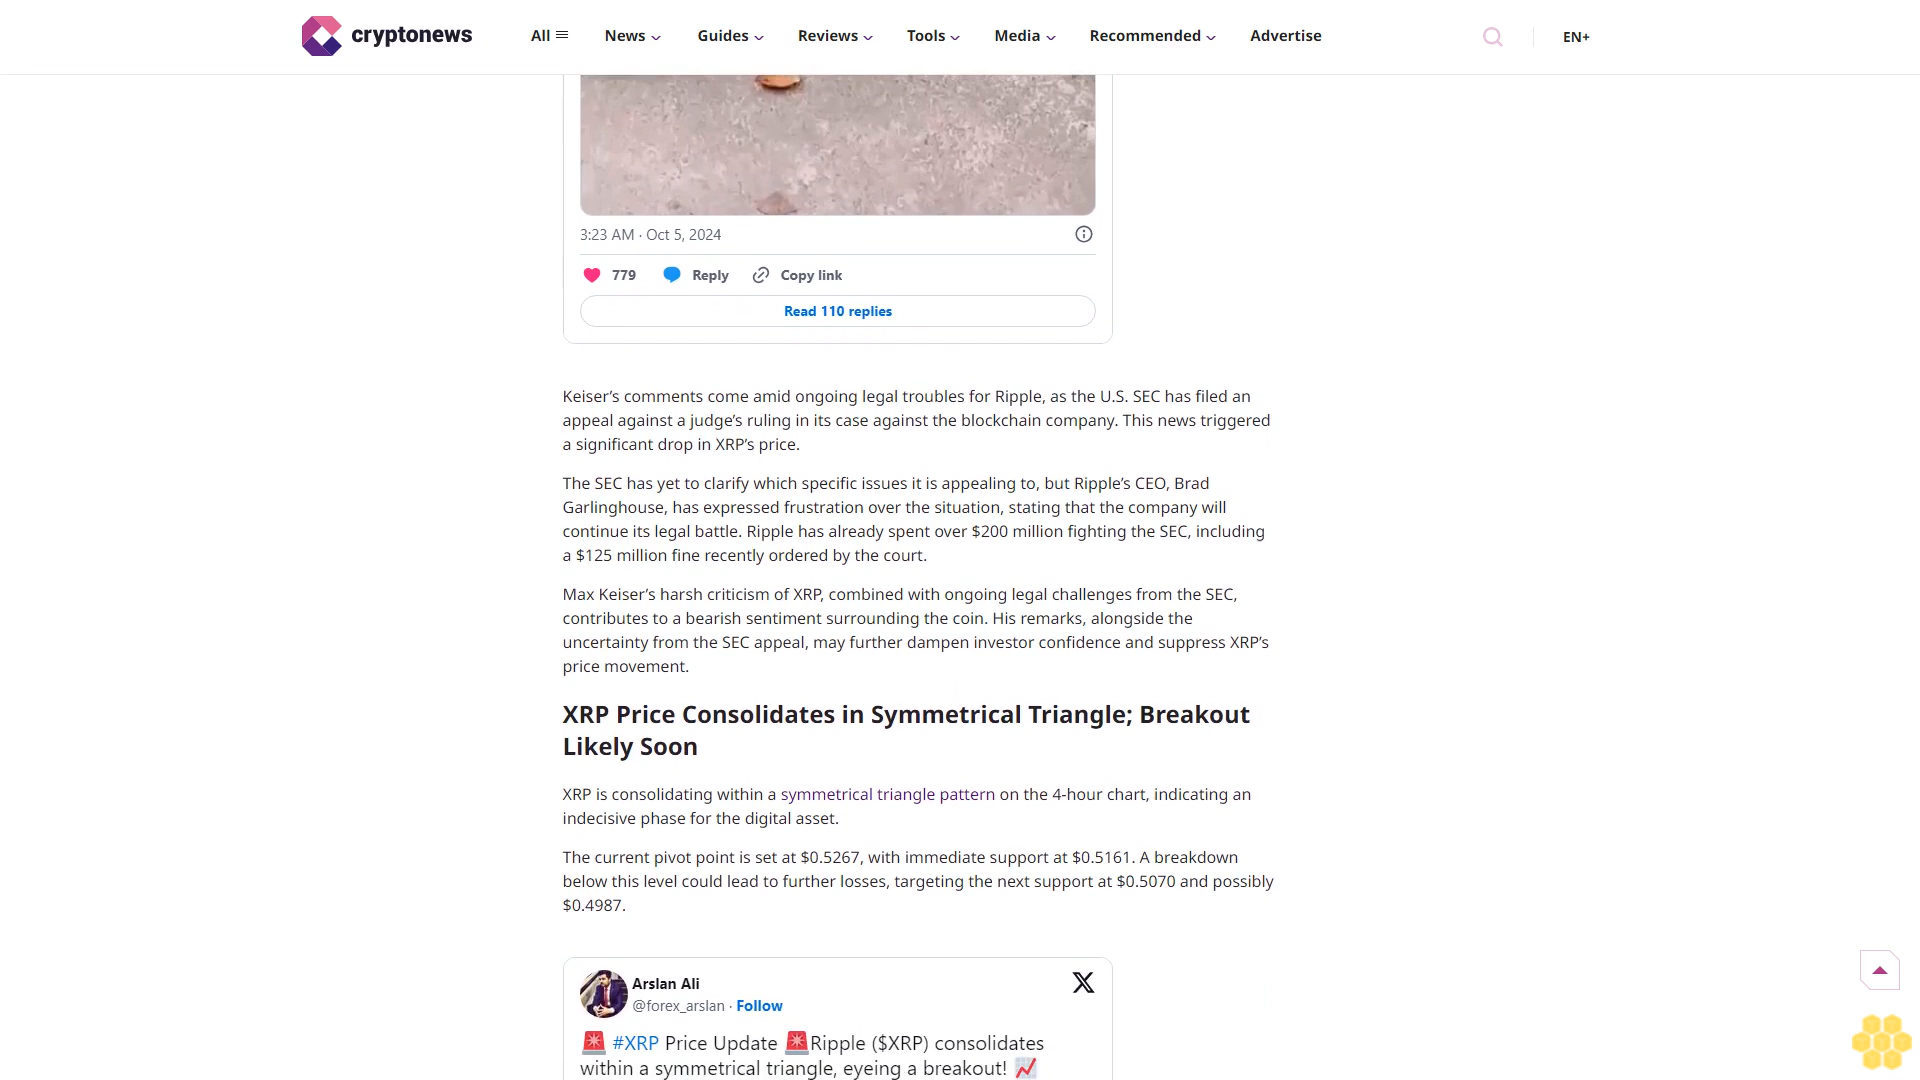 cryptonews
All
News
Guides
Reviews
Tools
Media
Recommended
Advertise
EN+
3:23 AM · Oct 5, 2024
779
Reply
Copy link
Read 110 replies
Keiser’s comments come amid ongoing legal troubles for Ripple, as the U.S. SEC has filed an
appeal against a judge’s ruling in its case against the blockchain company. This news triggered
a significant drop in XRP’s price.
The SEC has yet to clarify which specific issues it is appealing to, but Ripple’s CEO, Brad
Garlinghouse, has expressed frustration over the situation, stating that the company will
continue its legal battle. Ripple has already spent over $200 million fighting the SEC, including
a $125 million fine recently ordered by the court.
Max Keiser’s harsh criticism of XRP, combined with ongoing legal challenges from the SEC,
contributes to a bearish sentiment surrounding the coin. His remarks, alongside the
uncertainty from the SEC appeal, may further dampen investor confidence and suppress XRP’s
price movement.
XRP Price Consolidates in Symmetrical Triangle; Breakout
Likely Soon
XRP is consolidating within a symmetrical triangle pattern on the 4-hour chart, indicating an
indecisive phase for the digital asset.
The current pivot point is set at $0.5267, with immediate support at $0.5161. A breakdown
below this level could lead to further losses, targeting the next support at $0.5070 and possibly
$0.4987.
Arslan Ali
@forex_arslan · Follow
🚨 #XRP Price Update 🚨Ripple ($XRP) consolidates
within a symmetrical triangle, eyeing a breakout! 📈